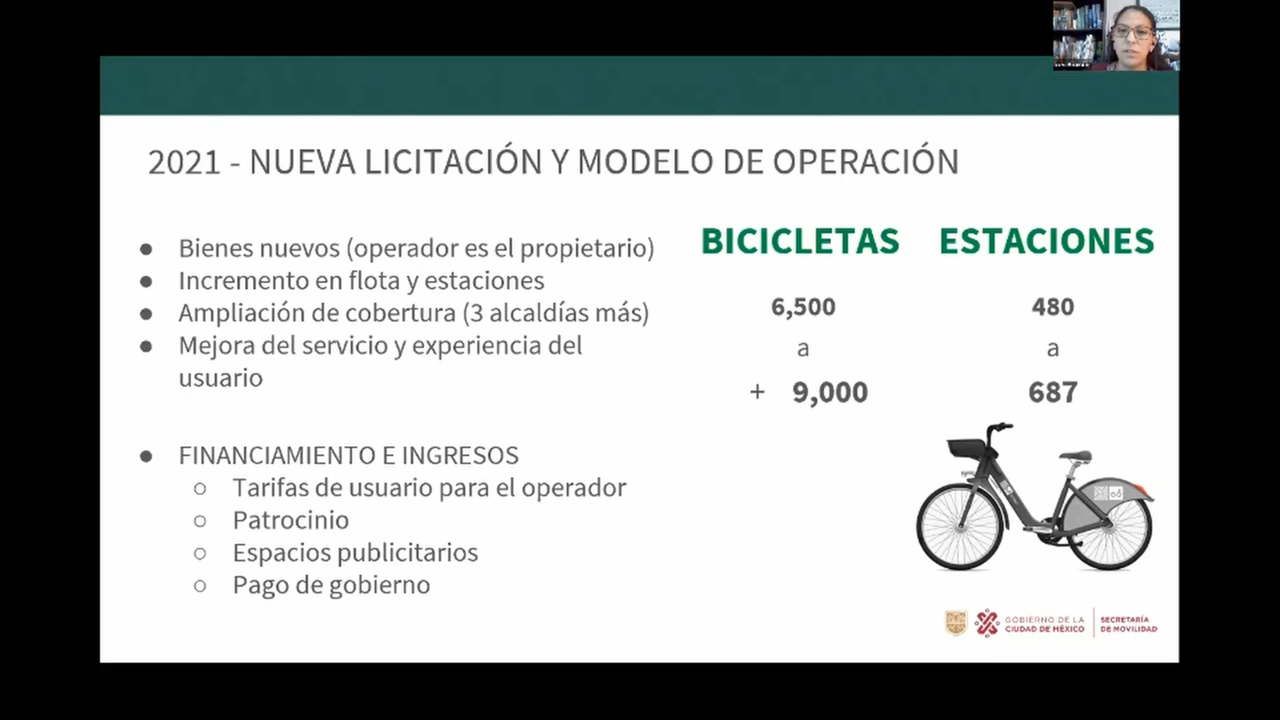 2021 - NUEVA LICITACIÓN Y MODELO DE OPERACIÓN
● Bienes nuevos (operador es el propietario)
● Incremento en flota y estaciones
● Ampliación de cobertura (3 alcaldías más)
● Mejora del servicio y experiencia del
usuario
● FINANCIAMIENTO E INGRESOS
○ Tarifas de usuario para el operador
○ Patrocinio
○ Espacios publicitarios
○ Pago de gobierno
BICICLETAS
6,500
a
+ 9,000
ESTACIONES
480
a
687
GOBIERNO DE LA
CIUDAD DE MÉXICO
SECRETARÍA
DE MOVILIDAD